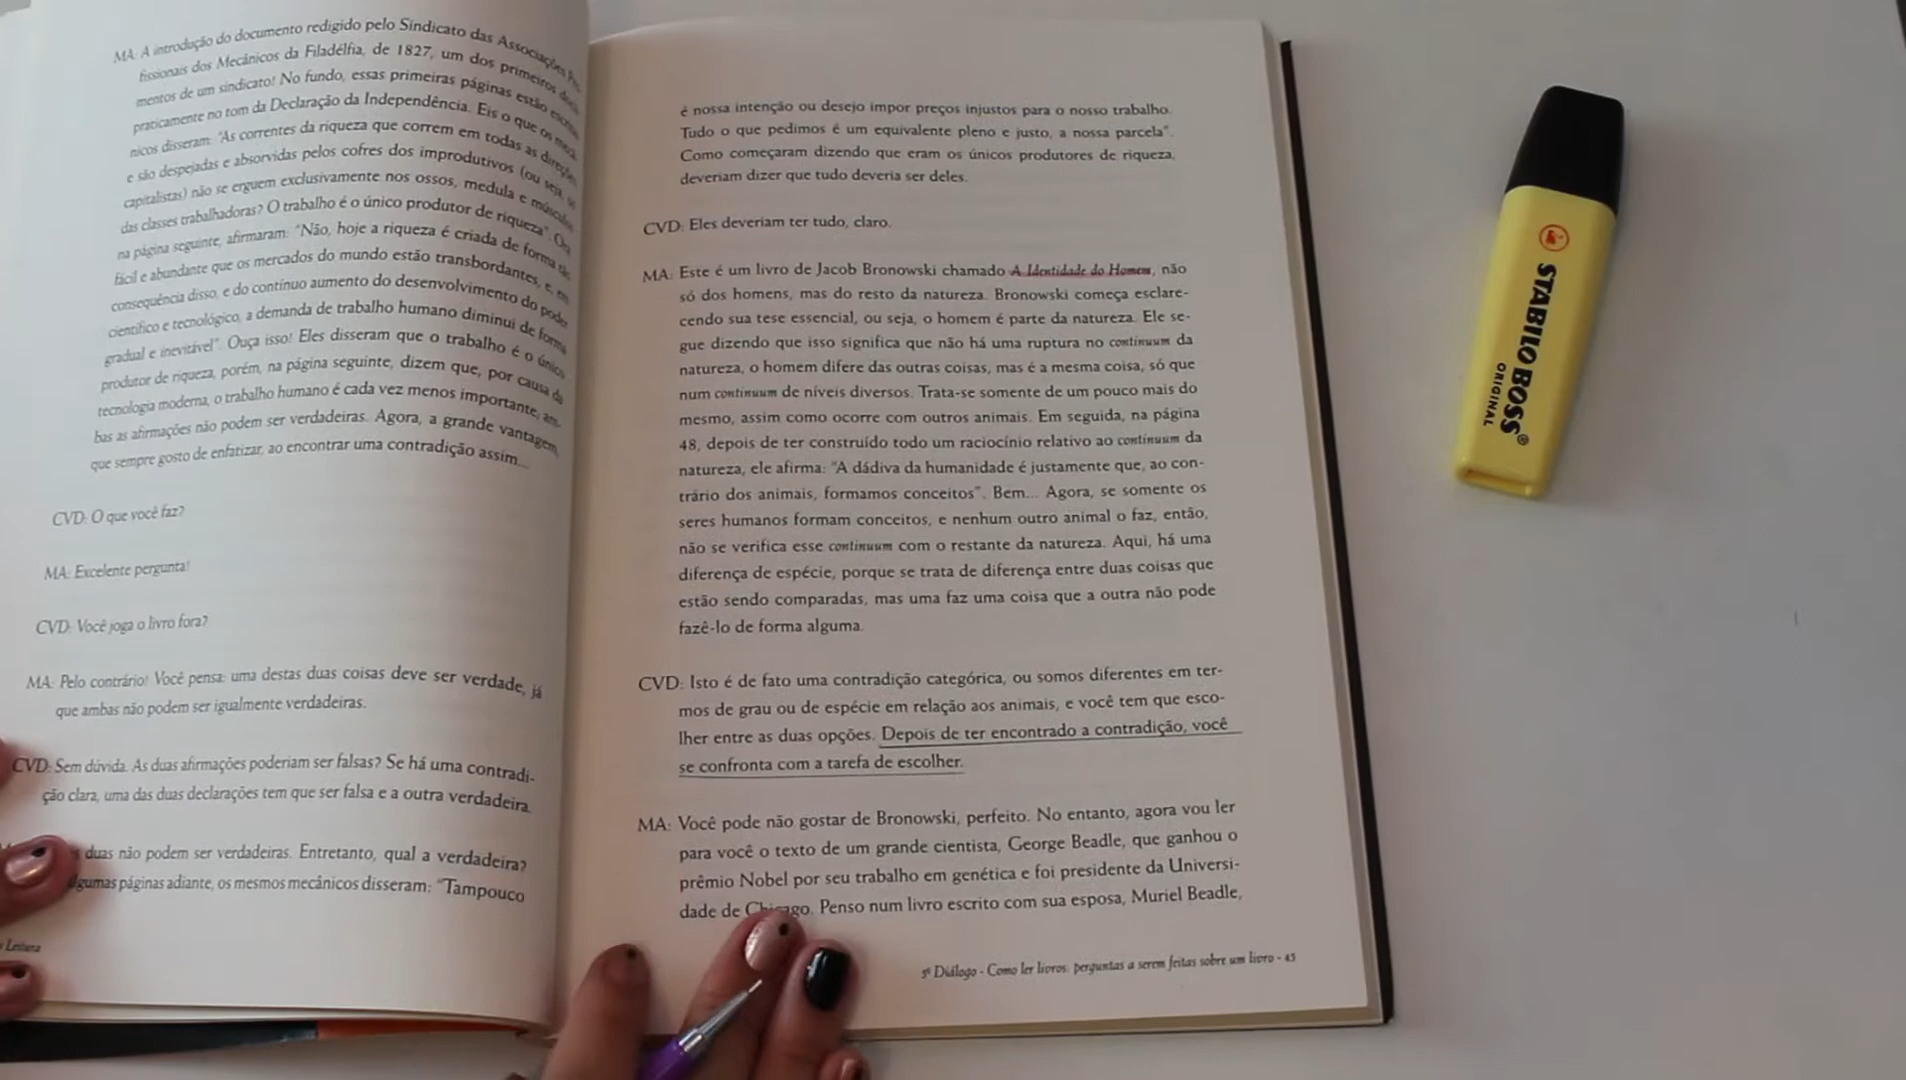 MA: A introdução do documento redigido pelo Sindicato das Associações Pro-
fissionais dos Mecânicos da Filadélfia, de 1827, um dos primeiros docu-
mentos de um sindicato! No fundo, essas primeiras páginas estão escritas
praticamente no tom da Declaração da Independência. Eis o que os mecâ-
nicos disseram: "As correntes da riqueza que correm em todas as direções
e são despejadas e absorvidas pelos cofres dos improdutivos (ou seja, os
capitalistas) não se erguem exclusivamente nos ossos, medula e músculos
das classes trabalhadoras? O trabalho é o único produtor de riqueza". Ora,
na página seguinte, afirmaram: "Não, hoje a riqueza é criada de forma tão
fácil e abundante que os mercados do mundo estão transbordantes, e, em
consequência disso, e do contínuo aumento do desenvolvimento do poder
científico e tecnológico, a demanda de trabalho humano diminui de forma
gradual e inevitável". Ouça isso! Eles disseram que o trabalho é o único
produtor de riqueza, porém, na página seguinte, dizem que, por causa da
tecnologia moderna, o trabalho humano é cada vez menos importante; am-
bas as afirmações não podem ser verdadeiras. Agora, a grande vantagem,
que sempre gosto de enfatizar, ao encontrar uma contradição assim...
CVD: O que você faz?
MA: Excelente pergunta!
CVD: Você joga o livro fora?
MA: Pelo contrário! Você pensa: uma destas duas coisas deve ser verdade, já
que ambas não podem ser igualmente verdadeiras.
CVD: Sem dúvida. As duas afirmações poderiam ser falsas? Se há uma contradi-
ção clara, uma das duas declarações tem que ser falsa e a outra verdadeira.
duas não podem ser verdadeiras. Entretanto, qual a verdadeira?
algumas páginas adiante, os mesmos mecânicos disseram: "Tampouco
Leitura
é nossa intenção ou desejo impor preços injustos para o nosso trabalho.
Tudo o que pedimos é um equivalente pleno e justo, a nossa parcela".
Como começaram dizendo que eram os únicos produtores de riqueza,
deveriam dizer que tudo deveria ser deles.
CVD: Eles deveriam ter tudo, claro.
MA: Este é um livro de Jacob Bronowski chamado A Identidade do Homem, não
só dos homens, mas do resto da natureza. Bronowski começa esclare-
cendo sua tese essencial, ou seja, o homem é parte da natureza. Ele se-
gue dizendo que isso significa que não há uma ruptura no continuum da
natureza, o homem difere das outras coisas, mas é a mesma coisa, só que
num continuum de níveis diversos. Trata-se somente de um pouco mais do
mesmo, assim como ocorre com outros animais. Em seguida, na página
48, depois de ter construído todo um raciocínio relativo ao continuum da
natureza, ele afirma: "A dádiva da humanidade é justamente que, ao con-
trário dos animais, formamos conceitos". Bem... Agora, se somente os
seres humanos formam conceitos, e nenhum outro animal o faz, então,
não se verifica esse continuum com o restante da natureza. Aqui, há uma
diferença de espécie, porque se trata de diferença entre duas coisas que
estão sendo comparadas, mas uma faz uma coisa que a outra não pode
fazê-lo de forma alguma.
CVD: Isto é de fato uma contradição categórica, ou somos diferentes em ter-
mos de grau ou de espécie em relação aos animais, e você tem que esco-
lher entre as duas opções. Depois de ter encontrado a contradição, você
se confronta com a tarefa de escolher.
MA: Você pode não gostar de Bronowski, perfeito. No entanto, agora vou ler
para você o texto de um grande cientista, George Beadle, que ganhou o
prêmio Nobel por seu trabalho em genética e foi presidente da Universi-
dade de Chicago. Penso num livro escrito com sua esposa, Muriel Beadle,
5º Diálogo - Como ler livros: perguntas a serem feitas sobre um livro - 45
STABILO BOSS®
ORIGINAL